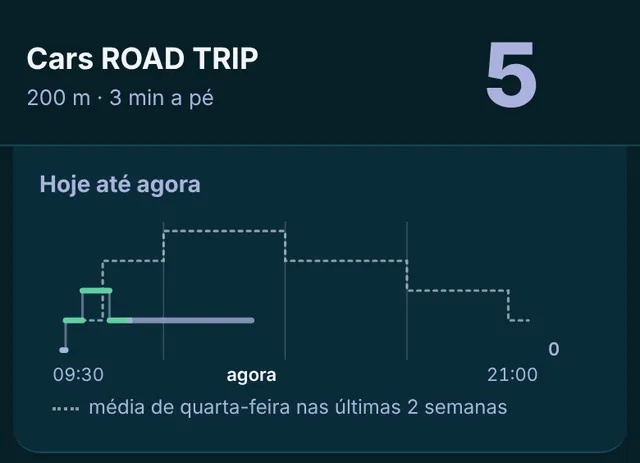 Cars ROAD TRIP
5
200 m · 3 min a pé
Hoje até agora
0
09:30 agora 21:00
média de quarta-feira nas últimas 2 semanas